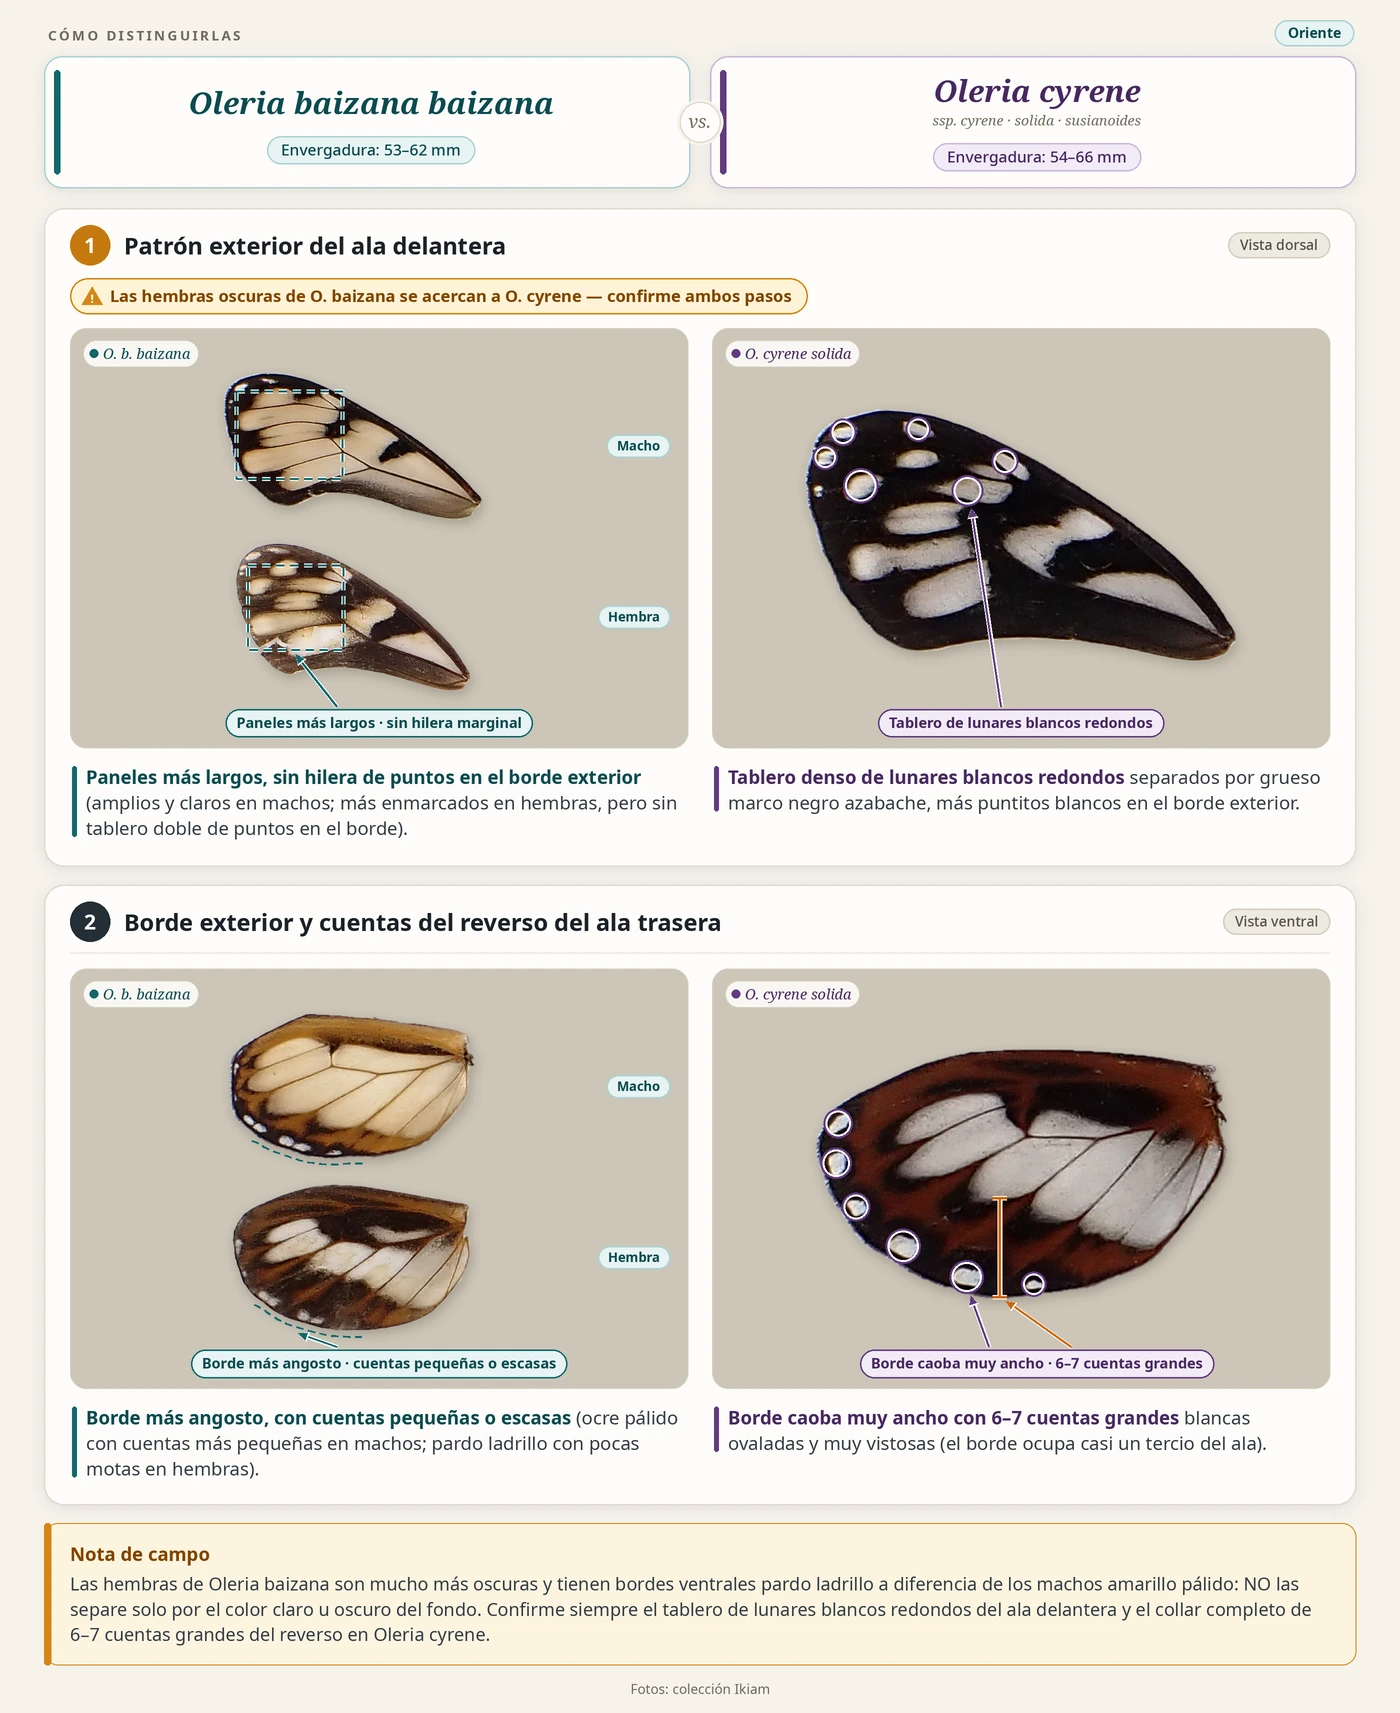 CÓMO DISTINGUIRLAS
Oriente
Oleria baizana baizana
Envergadura: 53–62 mm
vs.
Oleria cyrene
ssp. cyrene · solida · susianoides
Envergadura: 54–66 mm
1
Patrón exterior del ala delantera
Vista dorsal
Las hembras oscuras de O. baizana se acercan a O. cyrene — confirme ambos pasos
O. b. baizana
Macho
Hembra
Paneles más largos · sin hilera marginal
O. cyrene solida
Tablero de lunares blancos redondos
Paneles más largos, sin hilera de puntos en el borde exterior
(amplios y claros en machos; más enmarcados en hembras, pero sin
tablero doble de puntos en el borde).
Tablero denso de lunares blancos redondos separados por grueso
marco negro azabache, más puntitos blancos en el borde exterior.
2
Borde exterior y cuentas del reverso del ala trasera
Vista ventral
O. b. baizana
Macho
Hembra
Borde más angosto · cuentas pequeñas o escasas
O. cyrene solida
Borde caoba muy ancho · 6–7 cuentas grandes
Borde más angosto, con cuentas pequeñas o escasas (ocre pálido
con cuentas más pequeñas en machos; pardo ladrillo con pocas
motas en hembras).
Borde caoba muy ancho con 6–7 cuentas grandes blancas
ovaladas y muy vistosas (el borde ocupa casi un tercio del ala).
Nota de campo
Las hembras de Oleria baizana son mucho más oscuras y tienen bordes ventrales pardo ladrillo a diferencia de los machos amarillo pálido: NO las
separe solo por el color claro u oscuro del fondo. Confirme siempre el tablero de lunares blancos redondos del ala delantera y el collar completo de
6–7 cuentas grandes del reverso en Oleria cyrene.
Fotos: colección Ikiam